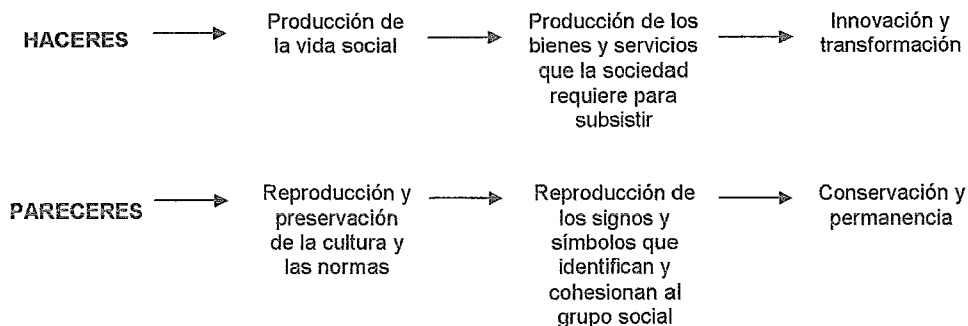 HACERES
Producción de
la vida social
Producción de los
bienes y servicios
que la sociedad
requiere para
subsistir
Innovación y
transformación
PARECERES
Reproducción y
preservación
de la cultura y
las normas
Reproducción de
los signos y
símbolos que
identifican y
cohesionan al
grupo social
Conservación y
permanencia